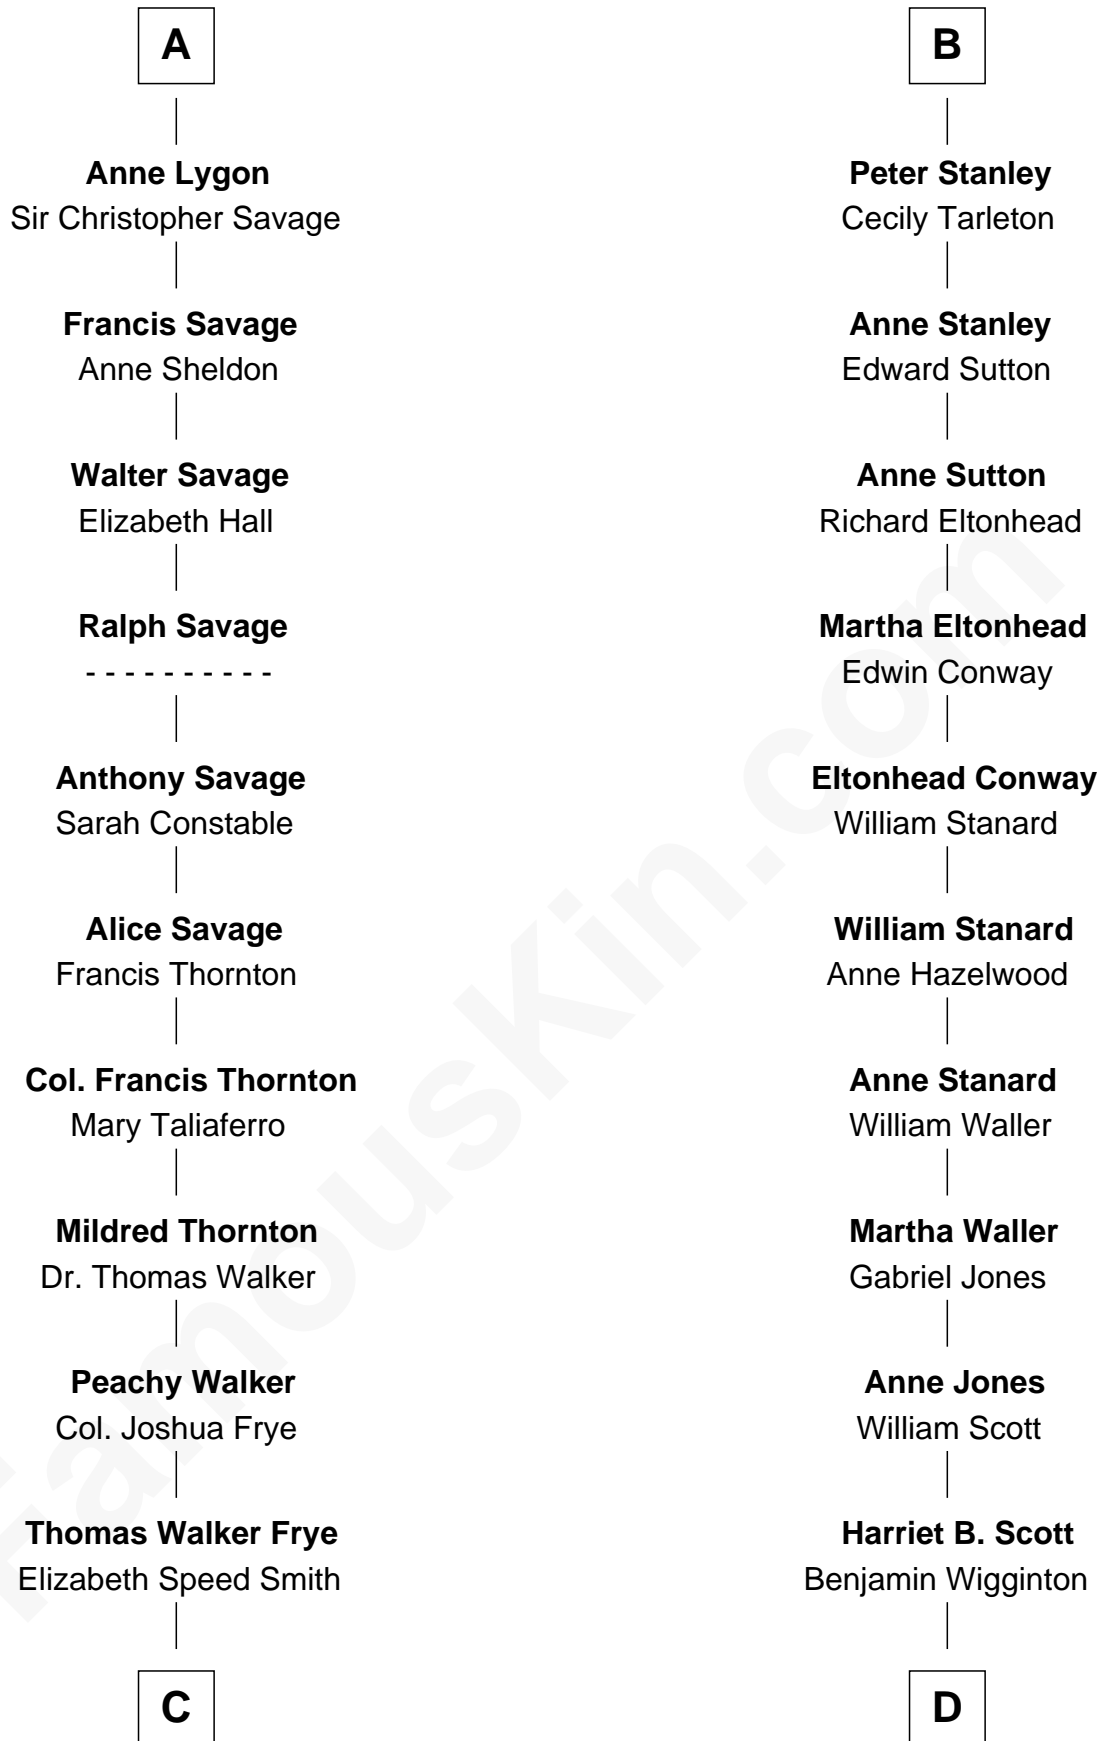 A
Anne Lygon
Sir Christopher Savage
Francis Savage
Anne Sheldon
Walter Savage
Elizabeth Hall
Ralph Savage
- - - - - - - - - -
Anthony Savage
Sarah Constable
Alice Savage
Francis Thornton
Col. Francis Thornton
Mary Taliaferro
Mildred Thornton
Dr. Thomas Walker
Peachy Walker
Col. Joshua Frye
Thomas Walker Frye
Elizabeth Speed Smith
C
B
Peter Stanley
Cecily Tarleton
Anne Stanley
Edward Sutton
Anne Sutton
Richard Eltonhead
Martha Eltonhead
Edwin Conway
Eltonhead Conway
William Stanard
William Stanard
Anne Hazelwood
Anne Stanard
William Waller
Martha Waller
Gabriel Jones
Anne Jones
William Scott
Harriet B. Scott
Benjamin Wigginton
D
FamousKin.com